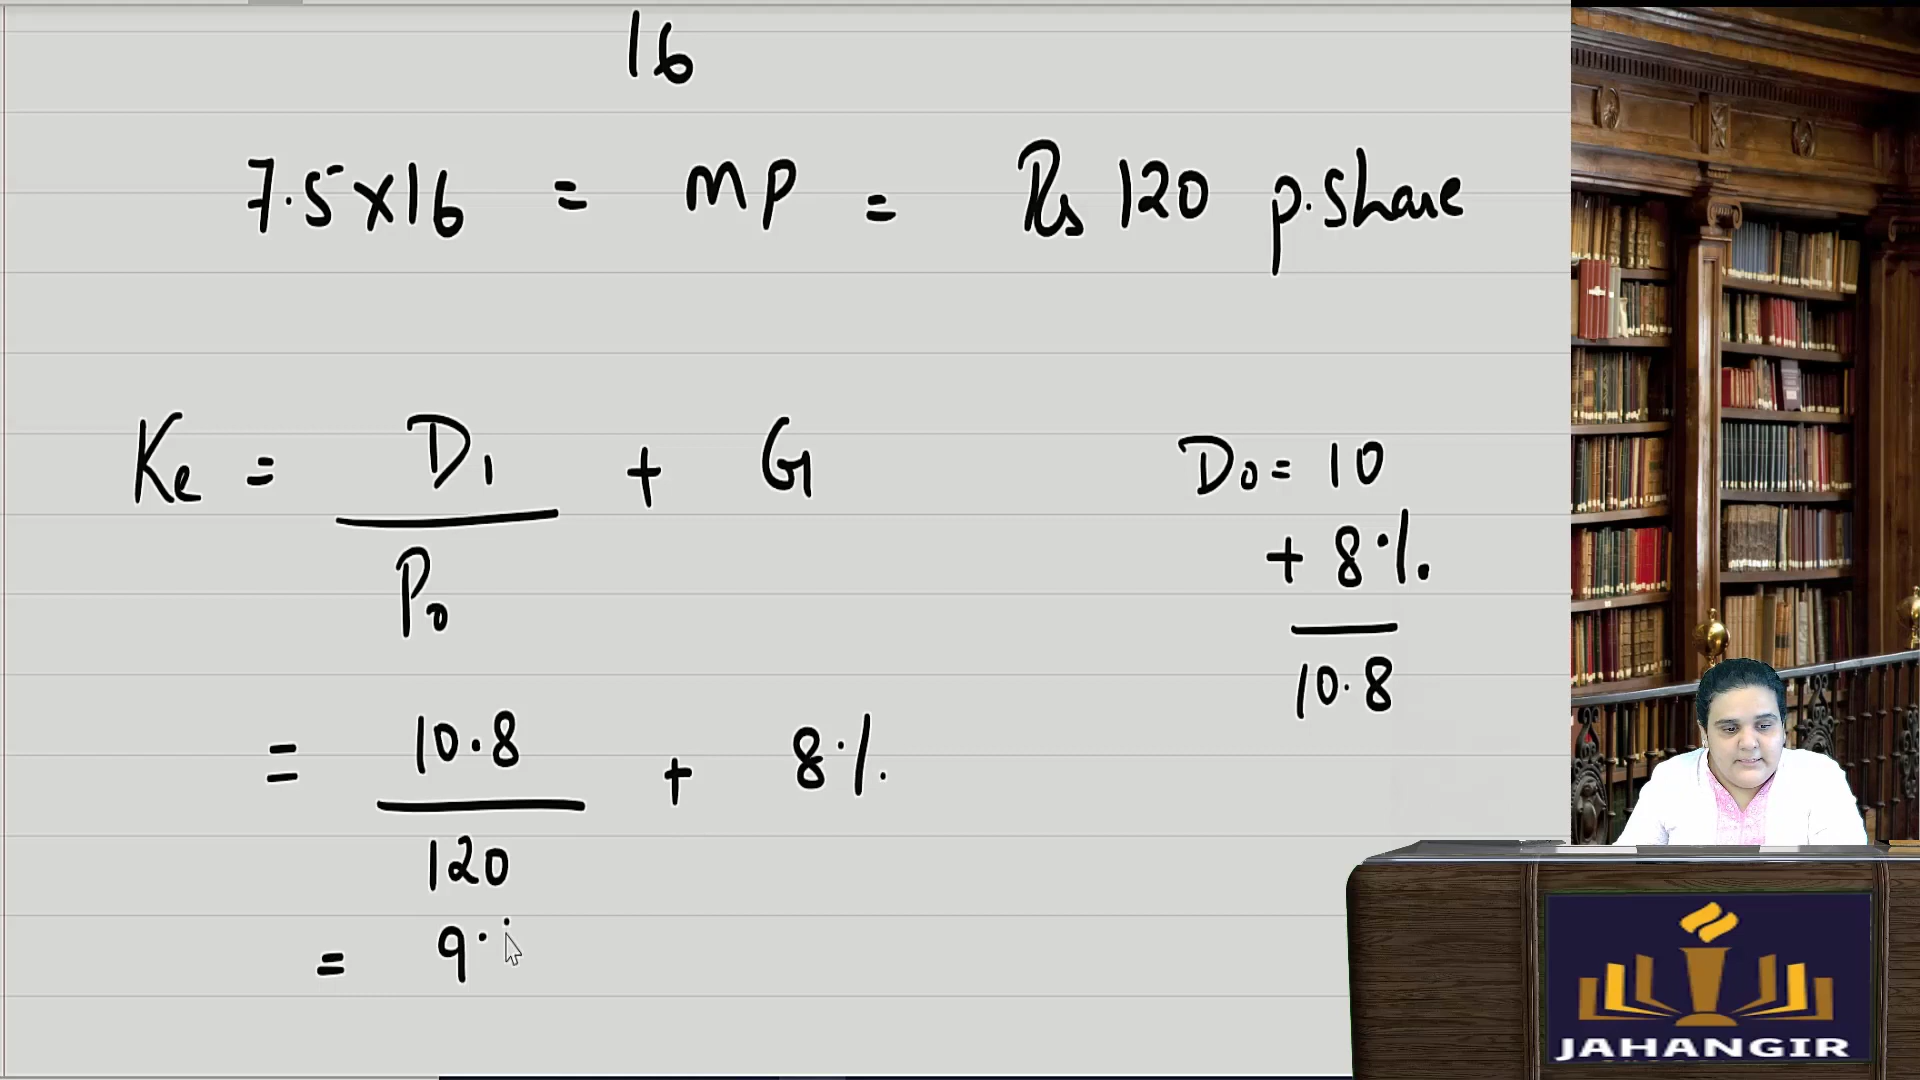 16
7.5×16 = MP = Rs 120 p.share
Ke = D1 / P0 + G
D0 = 10
+ 8%
10.8
= 10.8 / 120 + 8%
= 9.
JAHANGIR